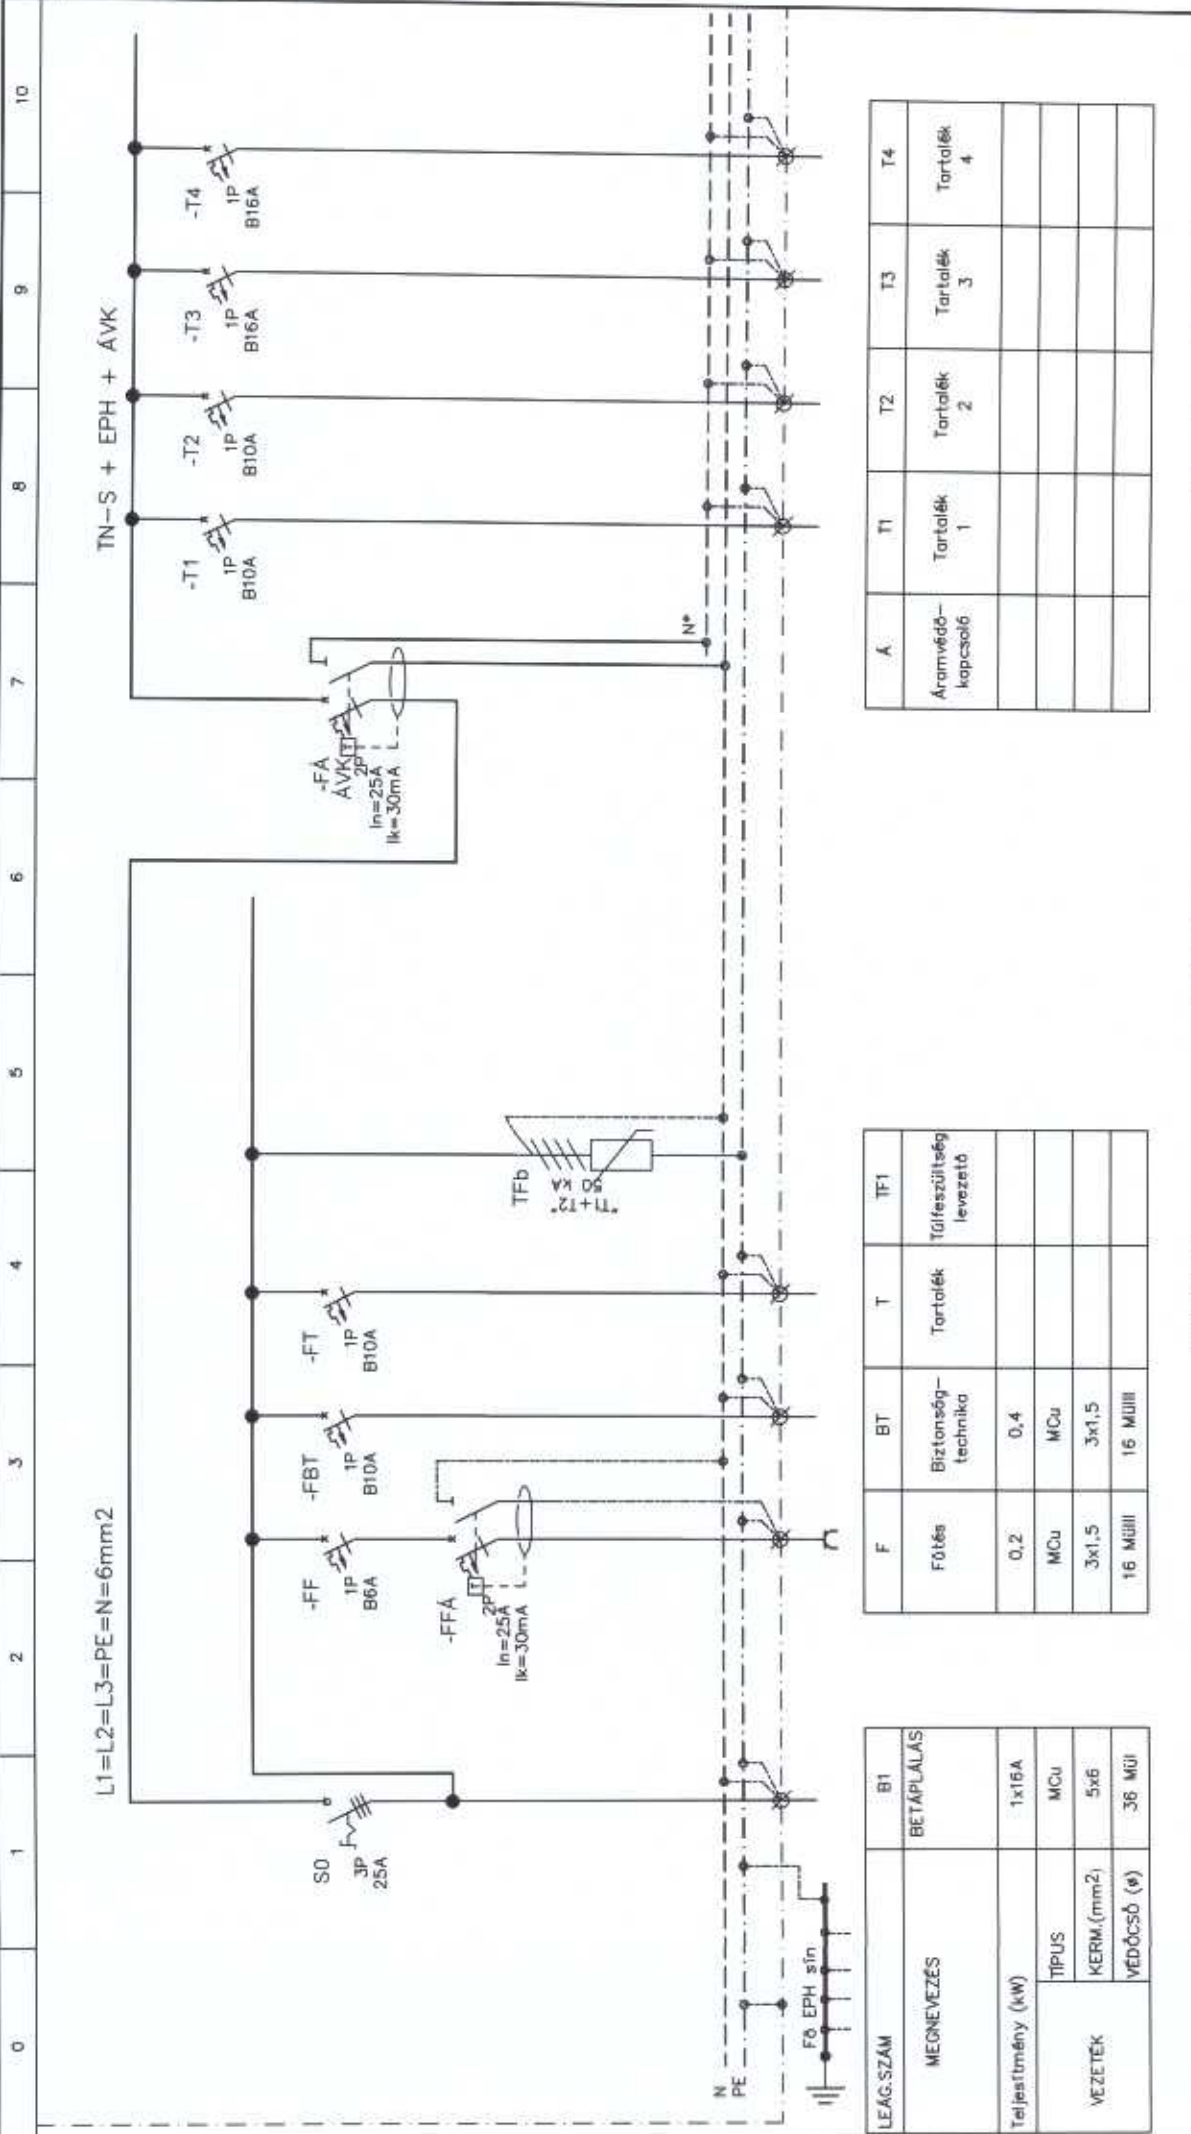 0 1 2 3 4 5 6 7 8 9 10
L1=L2=L3=PE=N=6mm2
TN-S + EPH + ÁVK
S0
3P
25A
-FF
1P
B6A
-FFÁ
2P
In=25A
Ik=30mA
-FBT
1P
B10A
-FT
1P
B10A
TFb
"T1+T2"
50 kA
-FÁ
ÁVK
2P
In=25A
Ik=30mA
-T1
1P
B10A
-T2
1P
B10A
-T3
1P
B16A
-T4
1P
B16A
N*
N
PE
Fő EPH sín
LEÁG.SZÁM B1 F BT T TF1 Á T1 T2 T3 T4
MEGNEVEZÉS
BETÁPLÁLÁS
Fűtés
Biztonság-
technika
Tartalék
Túlfeszültség
levezető
Áramvédő-
kapcsoló
Tartalék
1
Tartalék
2
Tartalék
3
Tartalék
4
Teljesítmény (kW) 1x16A 0,2 0,4
VEZETÉK
TÍPUS MCu MCu MCu
KERM.(mm2) 5x6 3x1,5 3x1,5
VÉDŐCSŐ (ø) 36 MüI 16 MüIII 16 MüIII